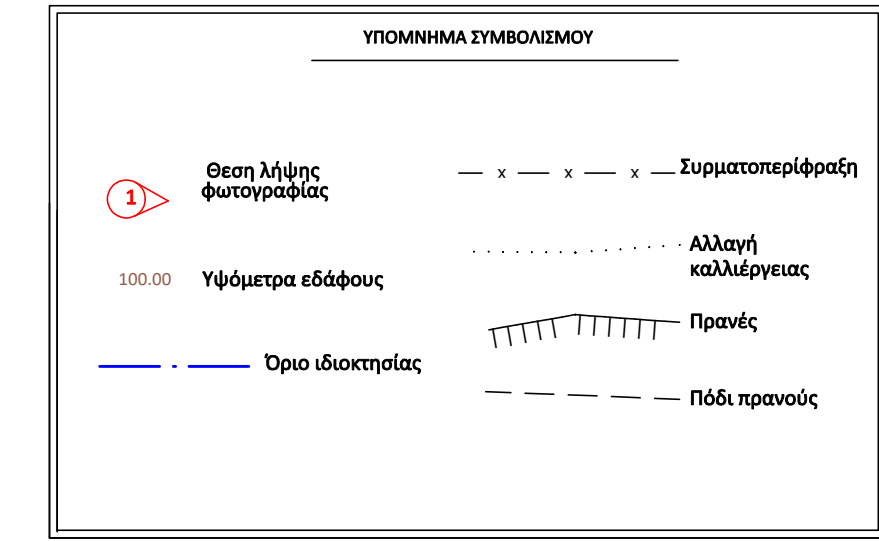 ΥΠΟΜΝΗΜΑ ΣΥΜΒΟΛΙΣΜΟΥ
1
Θεση λήψης
φωτογραφίας
100.00 Υψόμετρα εδάφους
Όριο ιδιοκτησίας
x x x Συρματοπερίφραξη
Αλλαγή
καλλιέργειας
Πρανές
Πόδι πρανούς